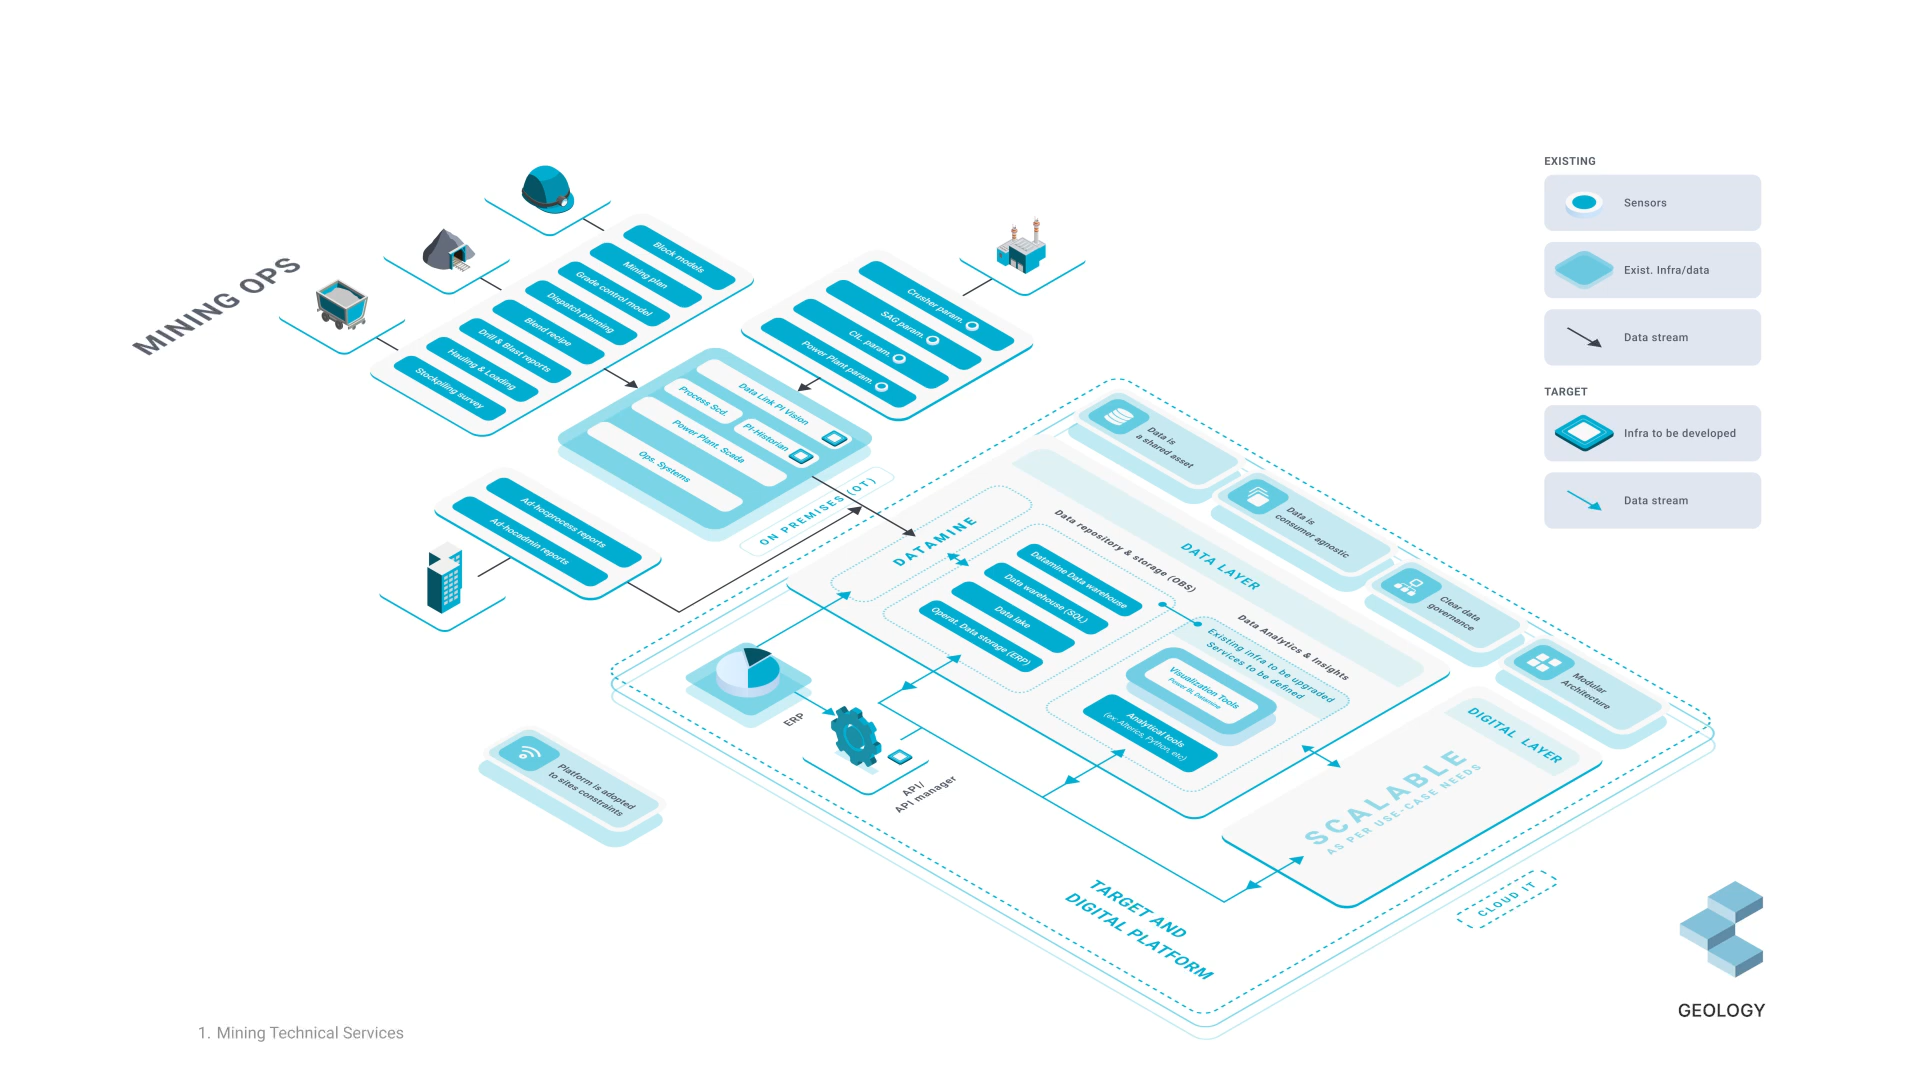 MINING OPS
Block models
Mining plan
Grade control model
Dispatch planning
Blend recipe
Drill & Blast reports
Hauling & Loading
Stockpiling survey
Crusher param.
SAG param.
CIL, param.
Power Plant param.
Data Link PI Vision
Process Scd.
PI-Historian
Power Plant. Scada
Ops. Systems
ON PREMISES (OT)
Ad-hocprocess reports
Ad-hocadmin reports
EXISTING
Sensors
Exist. Infra/data
Data stream
TARGET
Infra to be developed
Data stream
Data is
a shared asset
Data is
consumer agnostic
Clear data
governance
Modular
Architecture
DATA LAYER
Data repository & storage (OBS)
DATAMINE
Datamine Data warehouse
Data warehouse (SQL)
Data lake
Operat. Data storage (ERP)
Data Analytics & Insights
Existing infra to be upgraded
Services to be defined
Visualization Tools
Power BI, Datamine
Analytical tools
(ex: Alterics, Python, etc)
DIGITAL LAYER
SCALABLE
AS PER USE-CASE NEEDS
ERP
API/
API manager
Platform is adopted
to sites constraints
TARGET AND
DIGITAL PLATFORM
CLOUD IT
GEOLOGY
1. Mining Technical Services